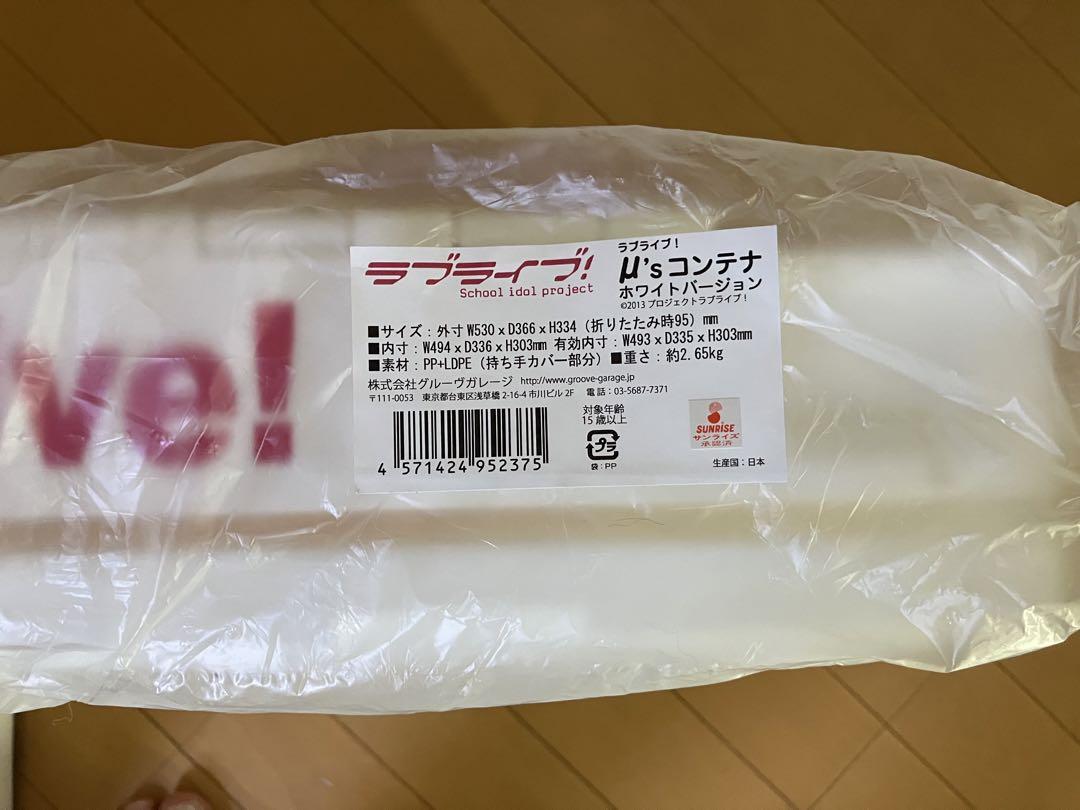 ve!
ラブライブ!
School idol project
ラブライブ!
μ'sコンテナ
ホワイトバージョン
©2013 プロジェクトラブライブ!
■サイズ:外寸 W530 x D366 x H334(折りたたみ時95)mm
■内寸:W494 x D336 x H303mm 有効内寸:W493 x D335 x H303mm
■素材:PP+LDPE(持ち手カバー部分)■重さ:約2.65kg
株式会社グルーヴガレージ http://www.groove-garage.jp
〒111-0053 東京都台東区浅草橋 2-16-4 市川ビル 2F 電話:03-5687-7371
4 571424 952375
対象年齢
15歳以上
プラ
袋:PP
SUNRISE
サンライズ
承認済
生産国:日本